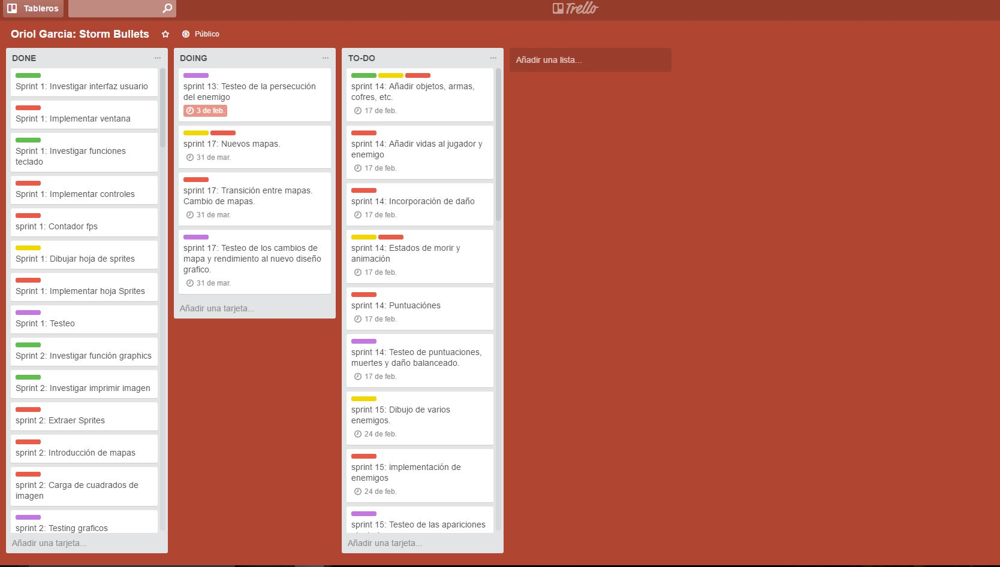 Tableros
Trello
Oriol Garcia: Storm Bullets
Público
DONE
Sprint 1: Investigar interfaz usuario
Sprint 1: Implementar ventana
Sprint 1: Investigar funciones
teclado
Sprint 1: Implementar controles
sprint 1: Contador fps
Sprint 1: Dibujar hoja de sprites
Sprint 1: Implementar hoja Sprites
Sprint 1: Testeo
Sprint 2: Investigar función graphics
Sprint 2: Investigar imprimir imagen
sprint 2: Extraer Sprites
sprint 2: Introducción de mapas
sprint 2: Carga de cuadrados de
imagen
sprint 2: Testing graficos
Añadir una tarjeta...
DOING
sprint 13: Testeo de la persecución
del enemigo
3 de feb.
sprint 17: Nuevos mapas.
31 de mar.
sprint 17: Transición entre mapas.
Cambio de mapas.
31 de mar.
sprint 17: Testeo de los cambios de
mapa y rendimiento al nuevo diseño
grafico.
31 de mar.
Añadir una tarjeta...
TO-DO
sprint 14: Añadir objetos, armas,
cofres, etc.
17 de feb.
sprint 14: Añadir vidas al jugador y
enemigo
17 de feb.
sprint 14: Incorporación de daño
17 de feb.
sprint 14: Estados de morir y
animación
17 de feb.
sprint 14: Puntuaciónes
17 de feb.
sprint 14: Testeo de puntuaciones,
muertes y daño balanceado.
17 de feb.
sprint 15: Dibujo de varios
enemigos.
24 de feb.
sprint 15: implementación de
enemigos
24 de feb.
sprint 15: Testeo de las apariciones
Añadir una tarjeta...
Añadir una lista...